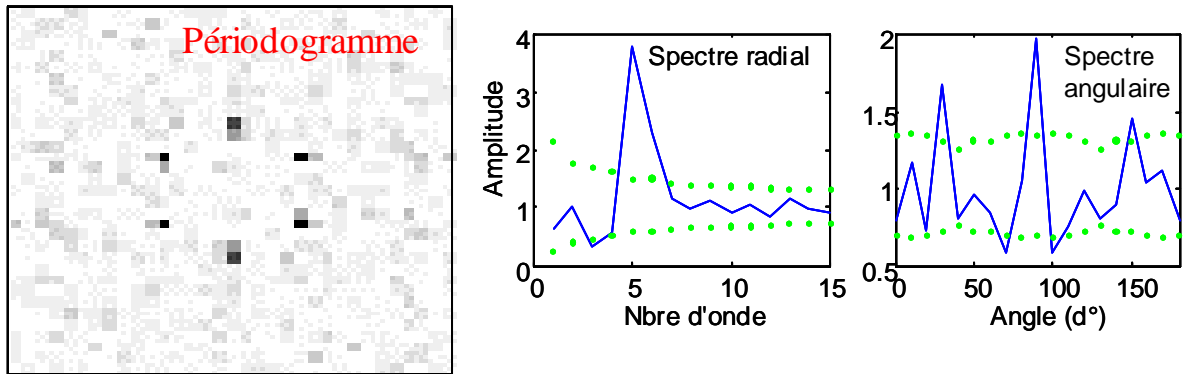 Périodogramme
Spectre radial
Amplitude
4
3
2
1
0
0
5
10
15
Nbre d'onde
Spectre
angulaire
2
1.5
1
0.5
0
50
100
150
Angle (d°)